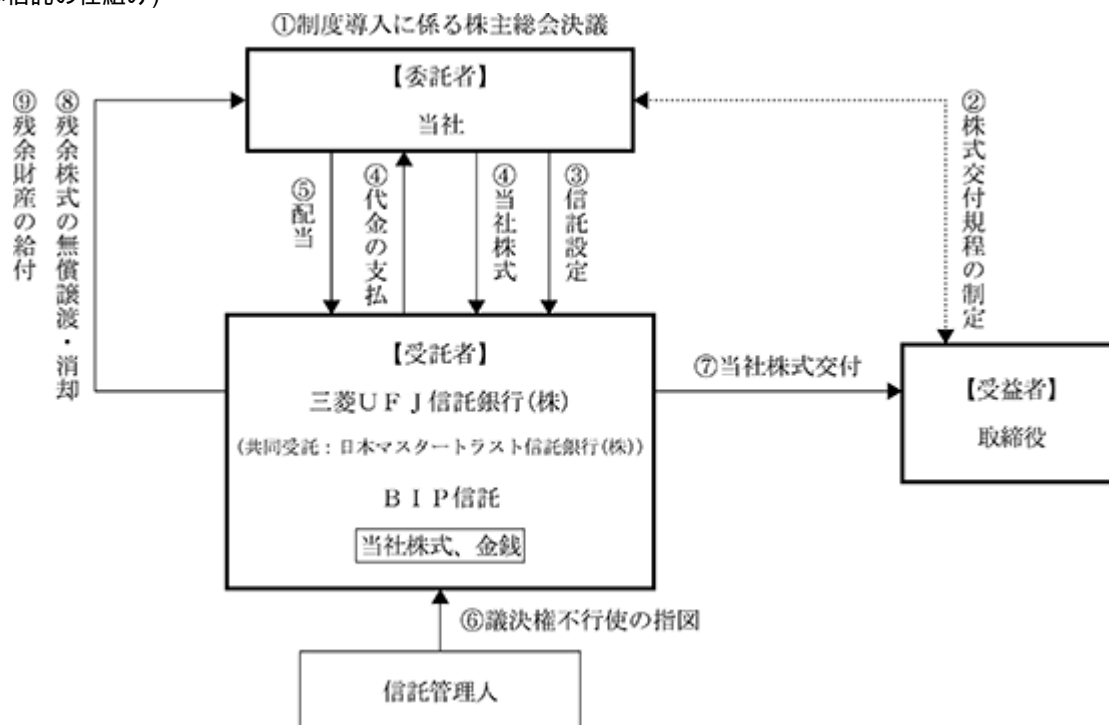 信託の仕組み)
①制度導入に係る株主総会決議
【委託者】
当社
⑨残余財産の給付
⑧残余株式の無償譲渡・消却
⑤配当
④代金の支払
④当社株式
③信託設定
②株式交付規程の制定
【受託者】
三菱UFJ信託銀行(株)
(共同受託:日本マスタートラスト信託銀行(株))
BIP信託
当社株式、金銭
⑦当社株式交付
【受益者】
取締役
⑥議決権不行使の指図
信託管理人